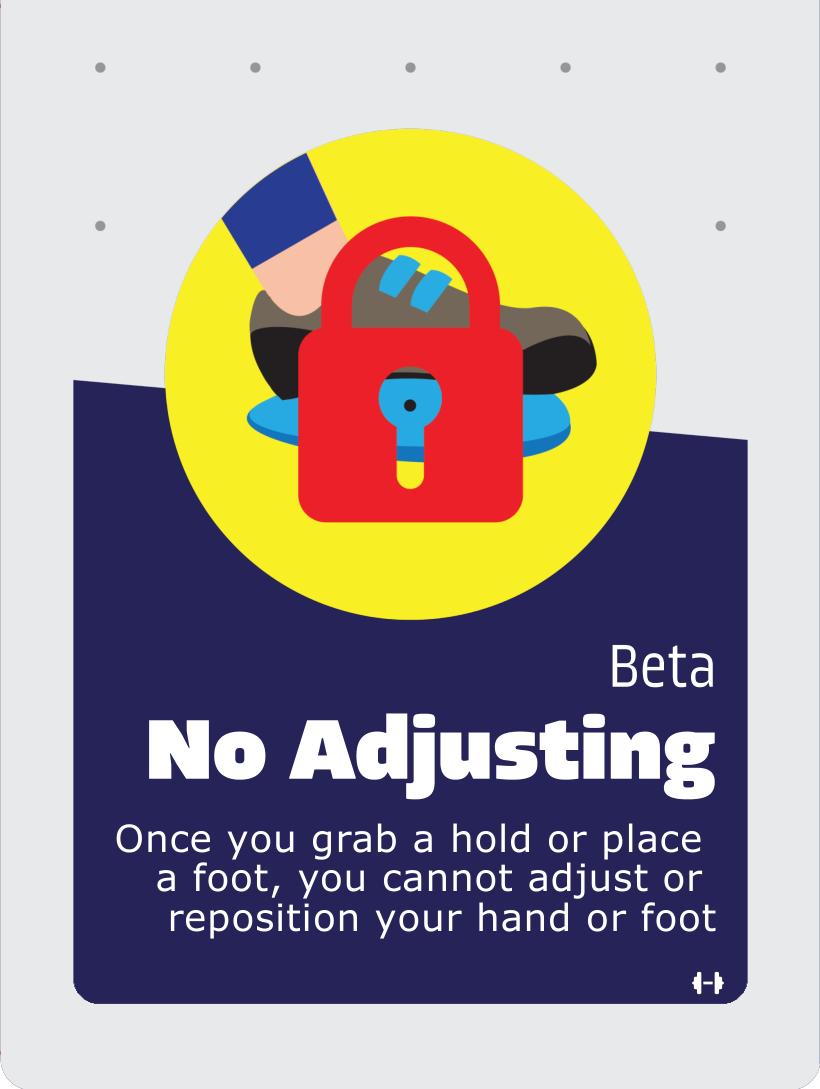 Beta
No Adjusting
Once you grab a hold or place
a foot, you cannot adjust or
reposition your hand or foot